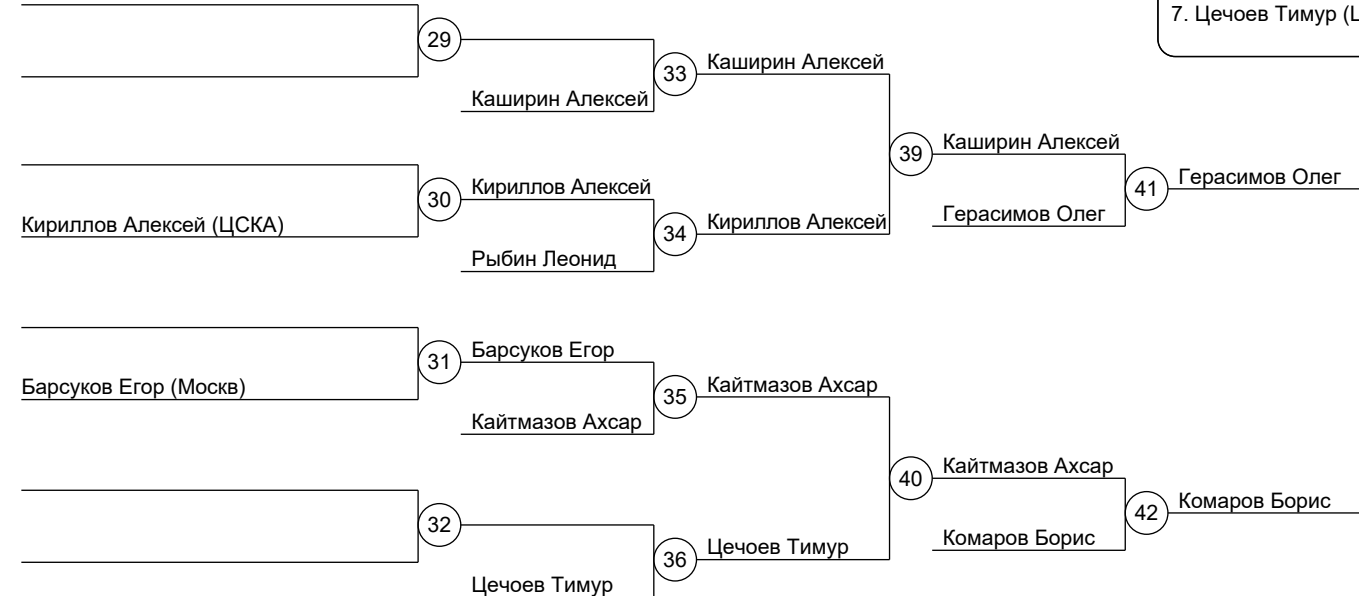 7. Цечоев Тимур (
29
Каширин Алексей
33
Каширин Алексей
39
Каширин Алексей
41
Герасимов Олег
30
Кириллов Алексей
Герасимов Олег
Кириллов Алексей (ЦСКА)
34
Кириллов Алексей
Рыбин Леонид
31
Барсуков Егор
Барсуков Егор (Москв)
35
Кайтмазов Ахсар
Кайтмазов Ахсар
40
Кайтмазов Ахсар
42
Комаров Борис
32
Комаров Борис
36
Цечоев Тимур
Цечоев Тимур